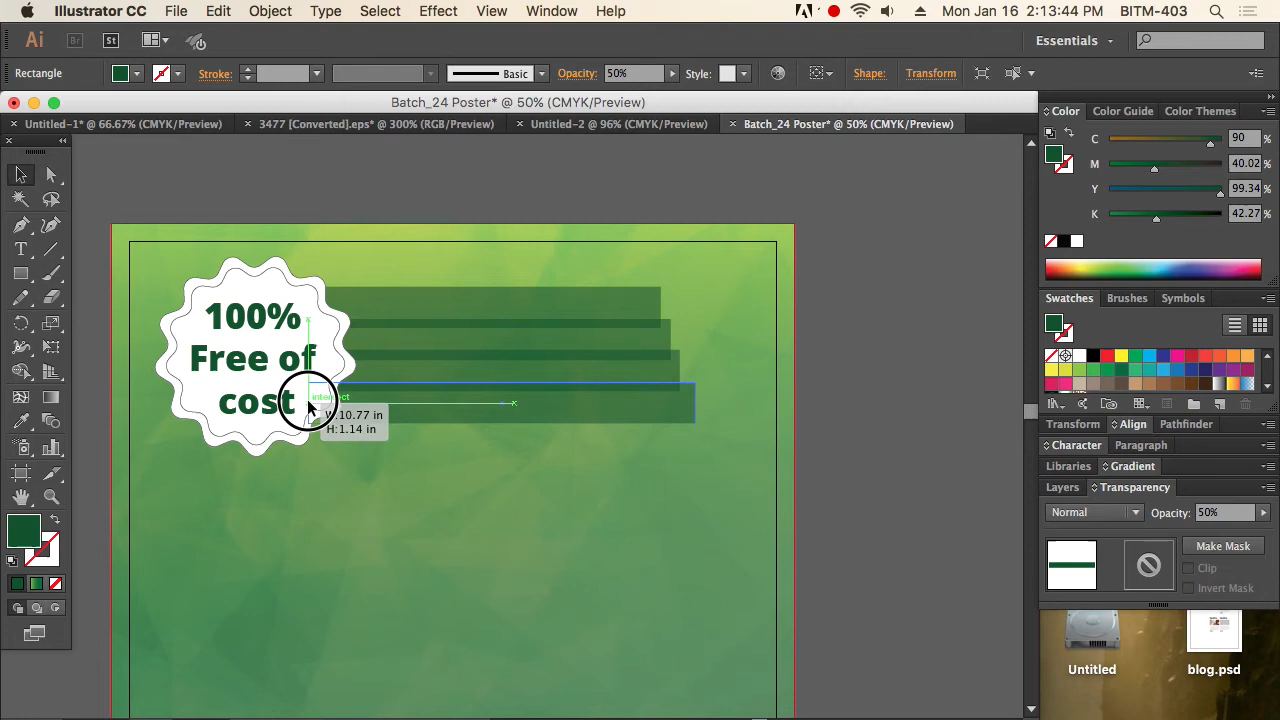 Illustrator CC File Edit Object Type Select Effect View Window Help Mon Jan 16 2:13:44 PM BITM-403
Ai Br St Essentials
Rectangle Stroke: Basic Opacity: 50% Style: Shape: Transform
Batch_24 Poster* @ 50% (CMYK/Preview)
Untitled-1* @ 66.67% (CMYK/Preview) 3477 [Converted].eps* @ 300% (RGB/Preview) Untitled-2 @ 96% (CMYK/Preview) Batch_24 Poster* @ 50% (CMYK/Preview)
Color Color Guide Color Themes
C 90 %
M 40.02 %
Y 99.34 %
K 42.27 %
Swatches Brushes Symbols
100%
Free of
cost
intersect
W:10.77 in
H:1.14 in
Transform Align Pathfinder
Character Paragraph
Libraries Gradient
Layers Transparency
Normal Opacity: 50%
Make Mask
Clip
Invert Mask
Untitled blog.psd